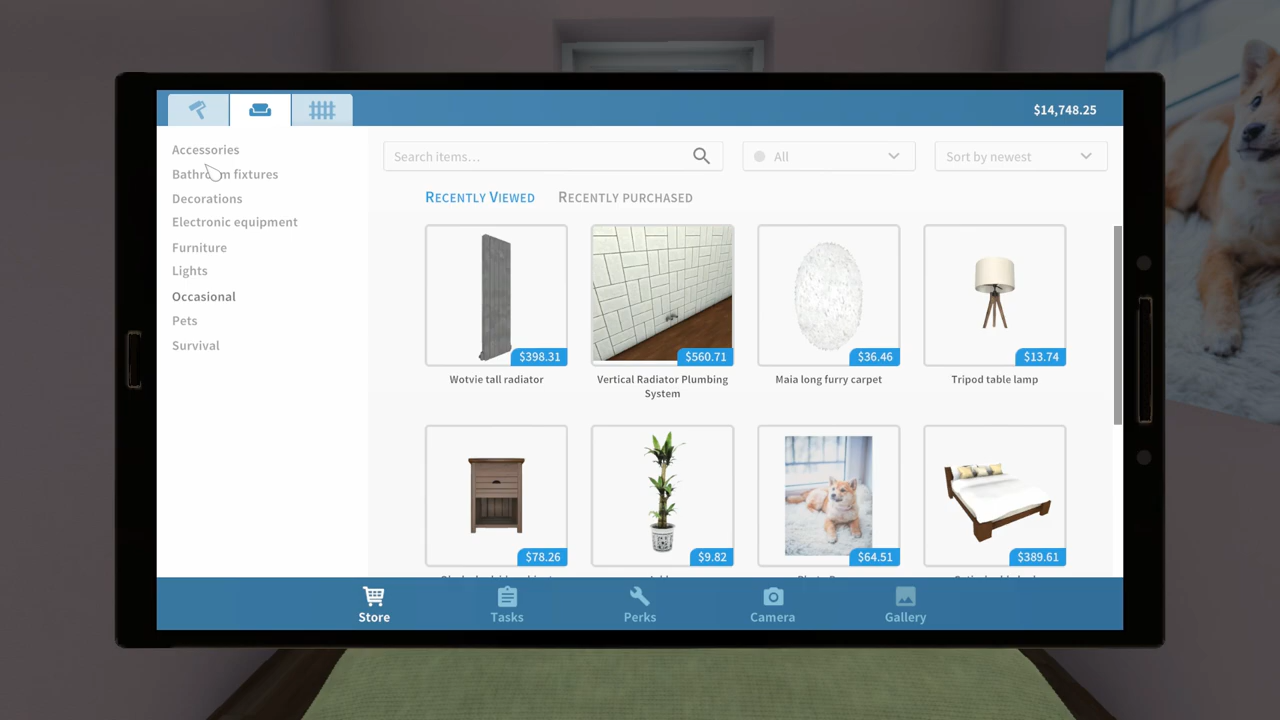 $14,748.25
Accessories
Bathroom fixtures
Decorations
Electronic equipment
Furniture
Lights
Occasional
Pets
Survival
Search items...
All
Sort by newest
RECENTLY VIEWED
RECENTLY PURCHASED
$398.31
$560.71
$36.46
$13.74
Wotvie tall radiator
Vertical Radiator Plumbing
System
Maia long furry carpet
Tripod table lamp
$78.26
$9.82
$64.51
$389.61
Store
Tasks
Perks
Camera
Gallery